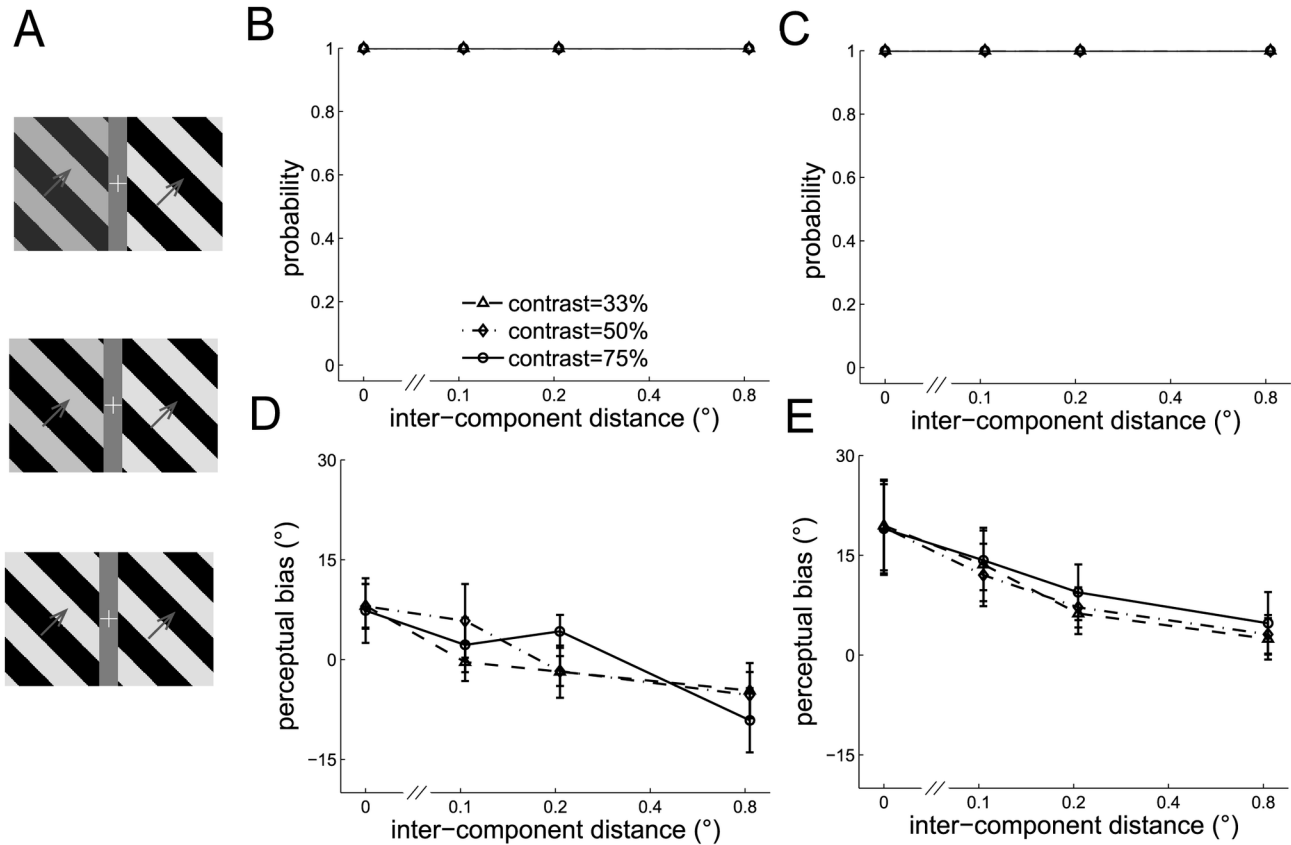 A
B
1
0.8
0.6
0.4
0.2
0
probability
contrast=33%
contrast=50%
contrast=75%
0 0.1 0.2 0.4 0.8
inter−component distance (°)
C
1
0.8
0.6
0.4
0.2
0
probability
0 0.1 0.2 0.4 0.8
inter−component distance (°)
D
30
15
0
−15
perceptual bias (°)
0 0.1 0.2 0.4 0.8
inter−component distance (°)
E
30
15
0
−15
perceptual bias (°)
0 0.1 0.2 0.4 0.8
inter−component distance (°)